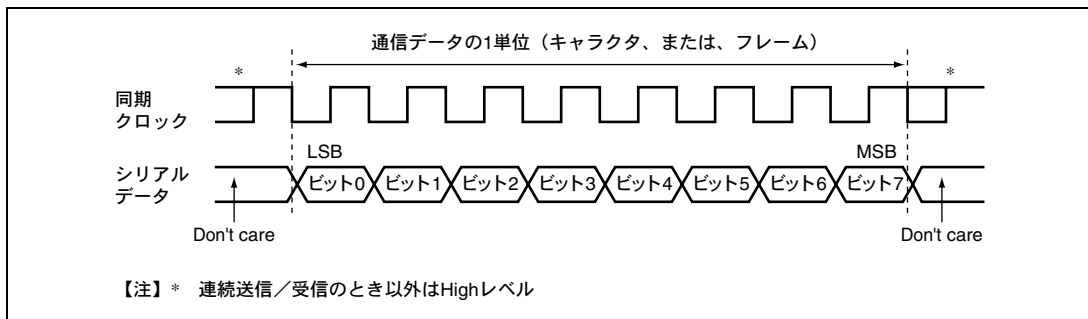 通信データの1単位（キャラクタ、または、フレーム）
*
*
同期
クロック
LSB
MSB
シリアル
データ
ビット0 ビット1 ビット2 ビット3 ビット4 ビット5 ビット6 ビット7
Don't care
Don't care
【注】* 連続送信／受信のとき以外はHighレベル